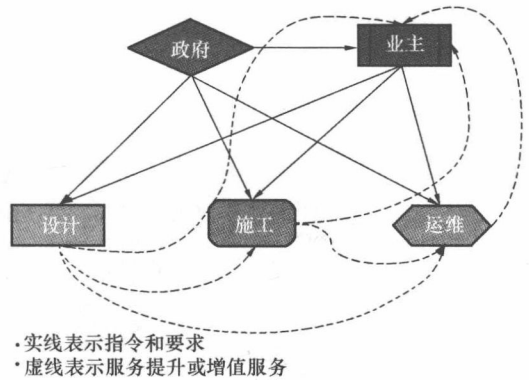 政府
业主
设计
施工
运维
·实线表示指令和要求
·虚线表示服务提升或增值服务